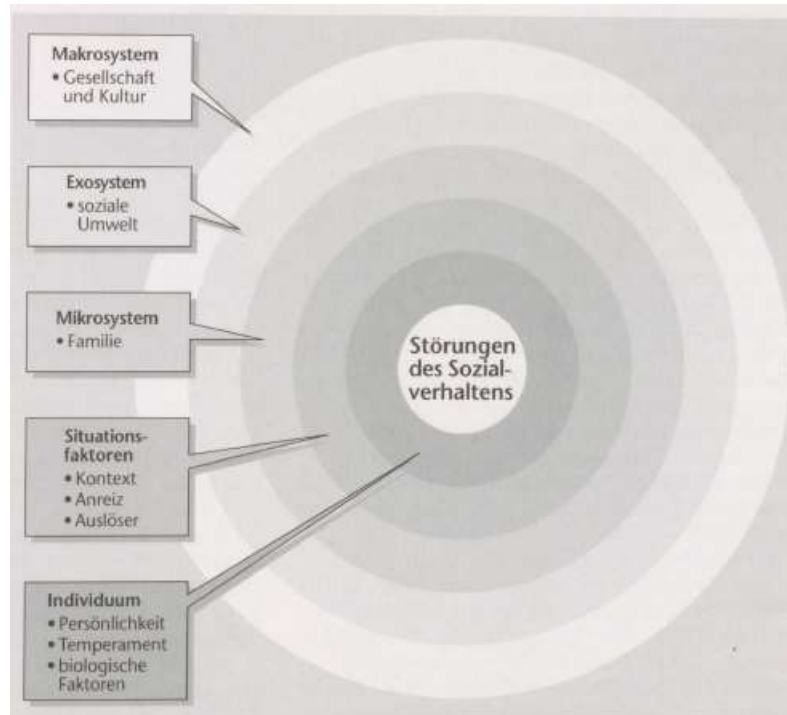 Makrosystem
• Gesellschaft
und Kultur
Exosystem
• soziale
Umwelt
Mikrosystem
• Familie
Störungen
des Sozial-
verhaltens
Situations-
faktoren
• Kontext
• Anreiz
• Auslöser
Individuum
• Persönlichkeit
• Temperament
• biologische
Faktoren